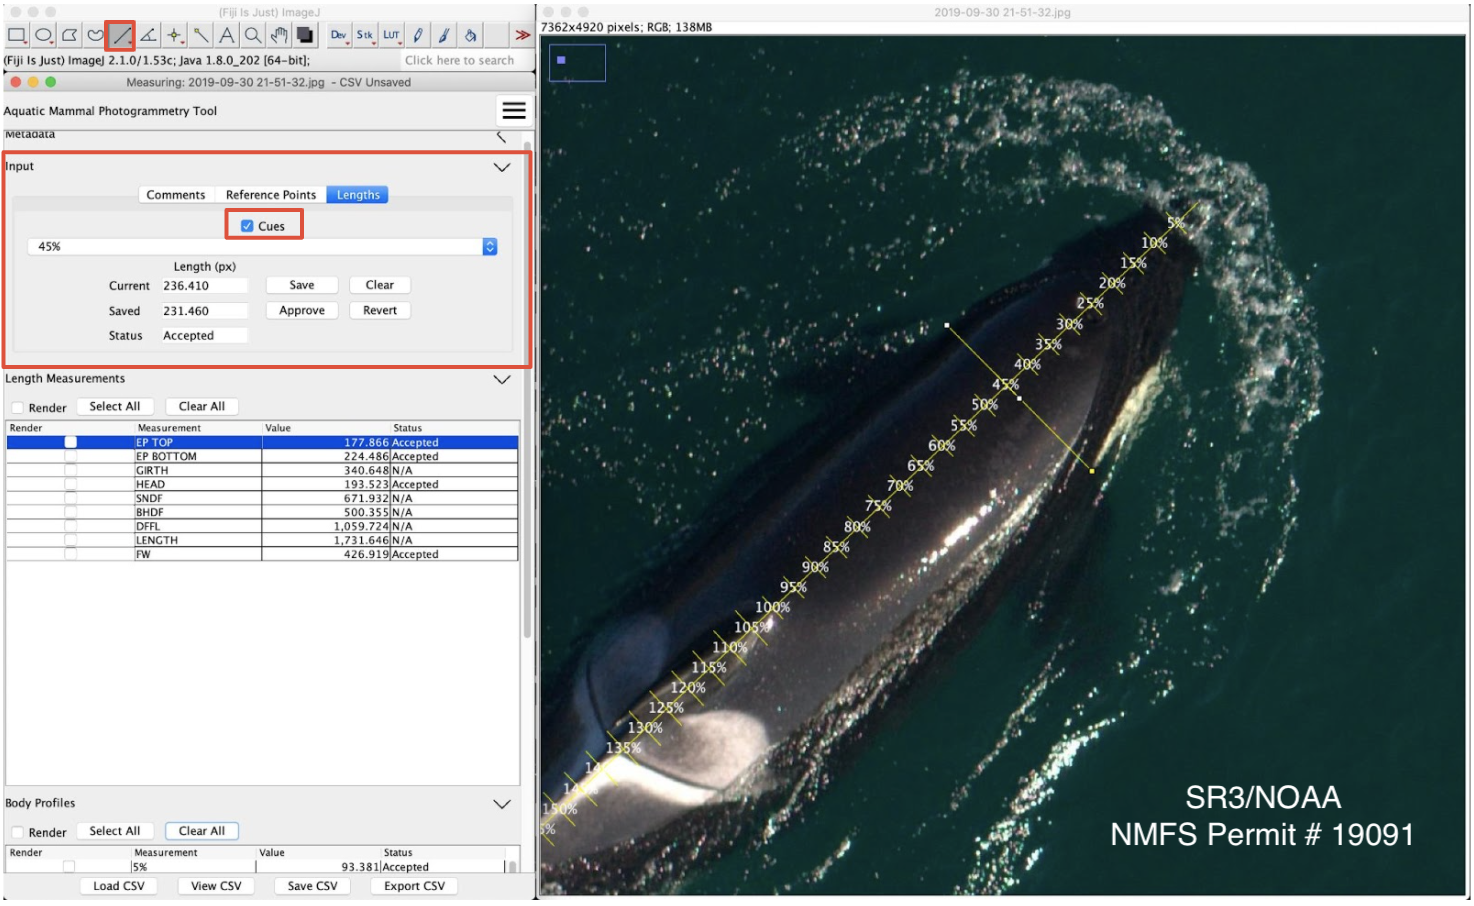 (Fiji Is Just) ImageJ
Dev Stk LUT
(Fiji Is Just) ImageJ 2.1.0/1.53c; Java 1.8.0_202 [64-bit];
Click here to search
Measuring: 2019-09-30 21-51-32.jpg - CSV Unsaved
Aquatic Mammal Photogrammetry Tool
Metadata
Input
Comments Reference Points Lengths
Cues
45%
Length (px)
Current 236.410 Save Clear
Saved 231.460 Approve Revert
Status Accepted
Length Measurements
Render Select All Clear All
Render Measurement Value Status
EP TOP 177.866 Accepted
EP BOTTOM 224.486 Accepted
GIRTH 340.648 N/A
HEAD 193.523 Accepted
SNDF 671.932 N/A
BHDF 500.355 N/A
DFFL 1,059.724 N/A
LENGTH 1,731.646 N/A
FW 426.919 Accepted
Body Profiles
Render Select All Clear All
Render Measurement Value Status
5% 93.381 Accepted
Load CSV View CSV Save CSV Export CSV
2019-09-30 21-51-32.jpg
7362x4920 pixels; RGB; 138MB
5%
10%
15%
20%
25%
30%
35%
40%
45%
50%
55%
60%
65%
70%
75%
80%
85%
90%
95%
100%
105%
110%
115%
120%
125%
130%
135%
150%
SR3/NOAA
NMFS Permit # 19091